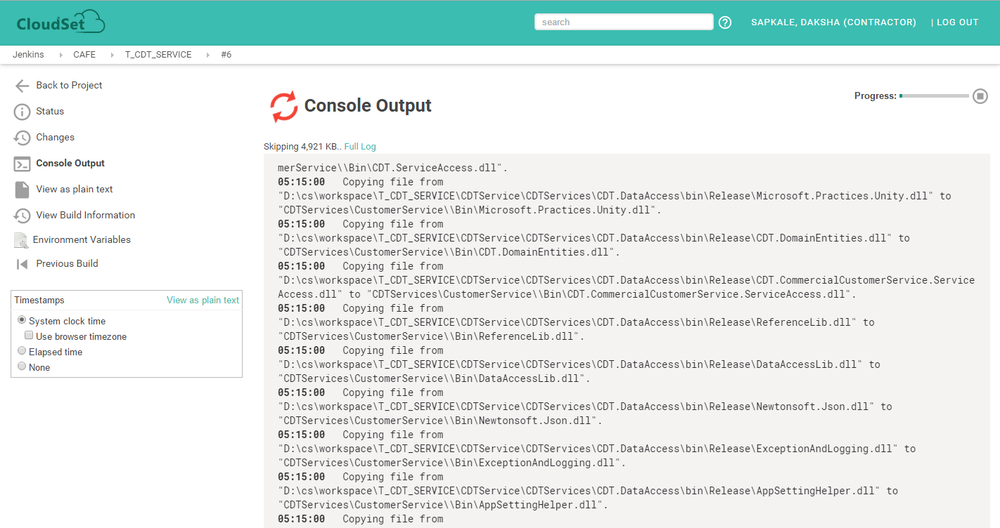 CloudSet
search
?
SAPKALE, DAKSHA (CONTRACTOR)
| LOG OUT
Jenkins
CAFE
T_CDT_SERVICE
#6
Back to Project
Status
Changes
Console Output
View as plain text
View Build Information
Environment Variables
Previous Build
Timestamps
View as plain text
System clock time
Use browser timezone
Elapsed time
None
Console Output
Progress:
Skipping 4,921 KB.. Full Log
merService\\Bin\CDT.ServiceAccess.dll".
05:15:00 Copying file from
"D:\cs\workspace\T_CDT_SERVICE\CDTService\CDTServices\CDT.DataAccess\bin\Release\Microsoft.Practices.Unity.dll" to
"CDTServices\CustomerService\\Bin\Microsoft.Practices.Unity.dll".
05:15:00 Copying file from
"D:\cs\workspace\T_CDT_SERVICE\CDTService\CDTServices\CDT.DataAccess\bin\Release\CDT.DomainEntities.dll" to
"CDTServices\CustomerService\\Bin\CDT.DomainEntities.dll".
05:15:00 Copying file from
"D:\cs\workspace\T_CDT_SERVICE\CDTService\CDTServices\CDT.DataAccess\bin\Release\CDT.CommercialCustomerService.Service
Access.dll" to "CDTServices\CustomerService\\Bin\CDT.CommercialCustomerService.ServiceAccess.dll".
05:15:00 Copying file from
"D:\cs\workspace\T_CDT_SERVICE\CDTService\CDTServices\CDT.DataAccess\bin\Release\ReferenceLib.dll" to
"CDTServices\CustomerService\\Bin\ReferenceLib.dll".
05:15:00 Copying file from
"D:\cs\workspace\T_CDT_SERVICE\CDTService\CDTServices\CDT.DataAccess\bin\Release\DataAccessLib.dll" to
"CDTServices\CustomerService\\Bin\DataAccessLib.dll".
05:15:00 Copying file from
"D:\cs\workspace\T_CDT_SERVICE\CDTService\CDTServices\CDT.DataAccess\bin\Release\Newtonsoft.Json.dll" to
"CDTServices\CustomerService\\Bin\Newtonsoft.Json.dll".
05:15:00 Copying file from
"D:\cs\workspace\T_CDT_SERVICE\CDTService\CDTServices\CDT.DataAccess\bin\Release\ExceptionAndLogging.dll" to
"CDTServices\CustomerService\\Bin\ExceptionAndLogging.dll".
05:15:00 Copying file from
"D:\cs\workspace\T_CDT_SERVICE\CDTService\CDTServices\CDT.DataAccess\bin\Release\AppSettingHelper.dll" to
"CDTServices\CustomerService\\Bin\AppSettingHelper.dll".
05:15:00 Copying file from